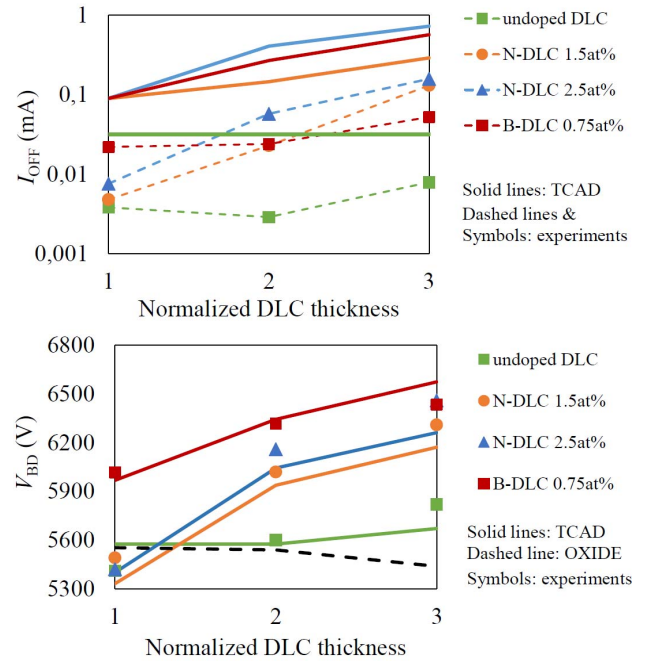 1
0.1
0,01
0,001
I_OFF (mA)
1 2 3
Normalized DLC thickness
undoped DLC
N-DLC 1.5at%
N-DLC 2.5at%
B-DLC 0.75at%
Solid lines: TCAD
Dashed lines &
Symbols: experiments
6800
6500
6200
5900
5600
5300
V_BD (V)
1 2 3
Normalized DLC thickness
undoped DLC
N-DLC 1.5at%
N-DLC 2.5at%
B-DLC 0.75at%
Solid lines: TCAD
Dashed line: OXIDE
Symbols: experiments